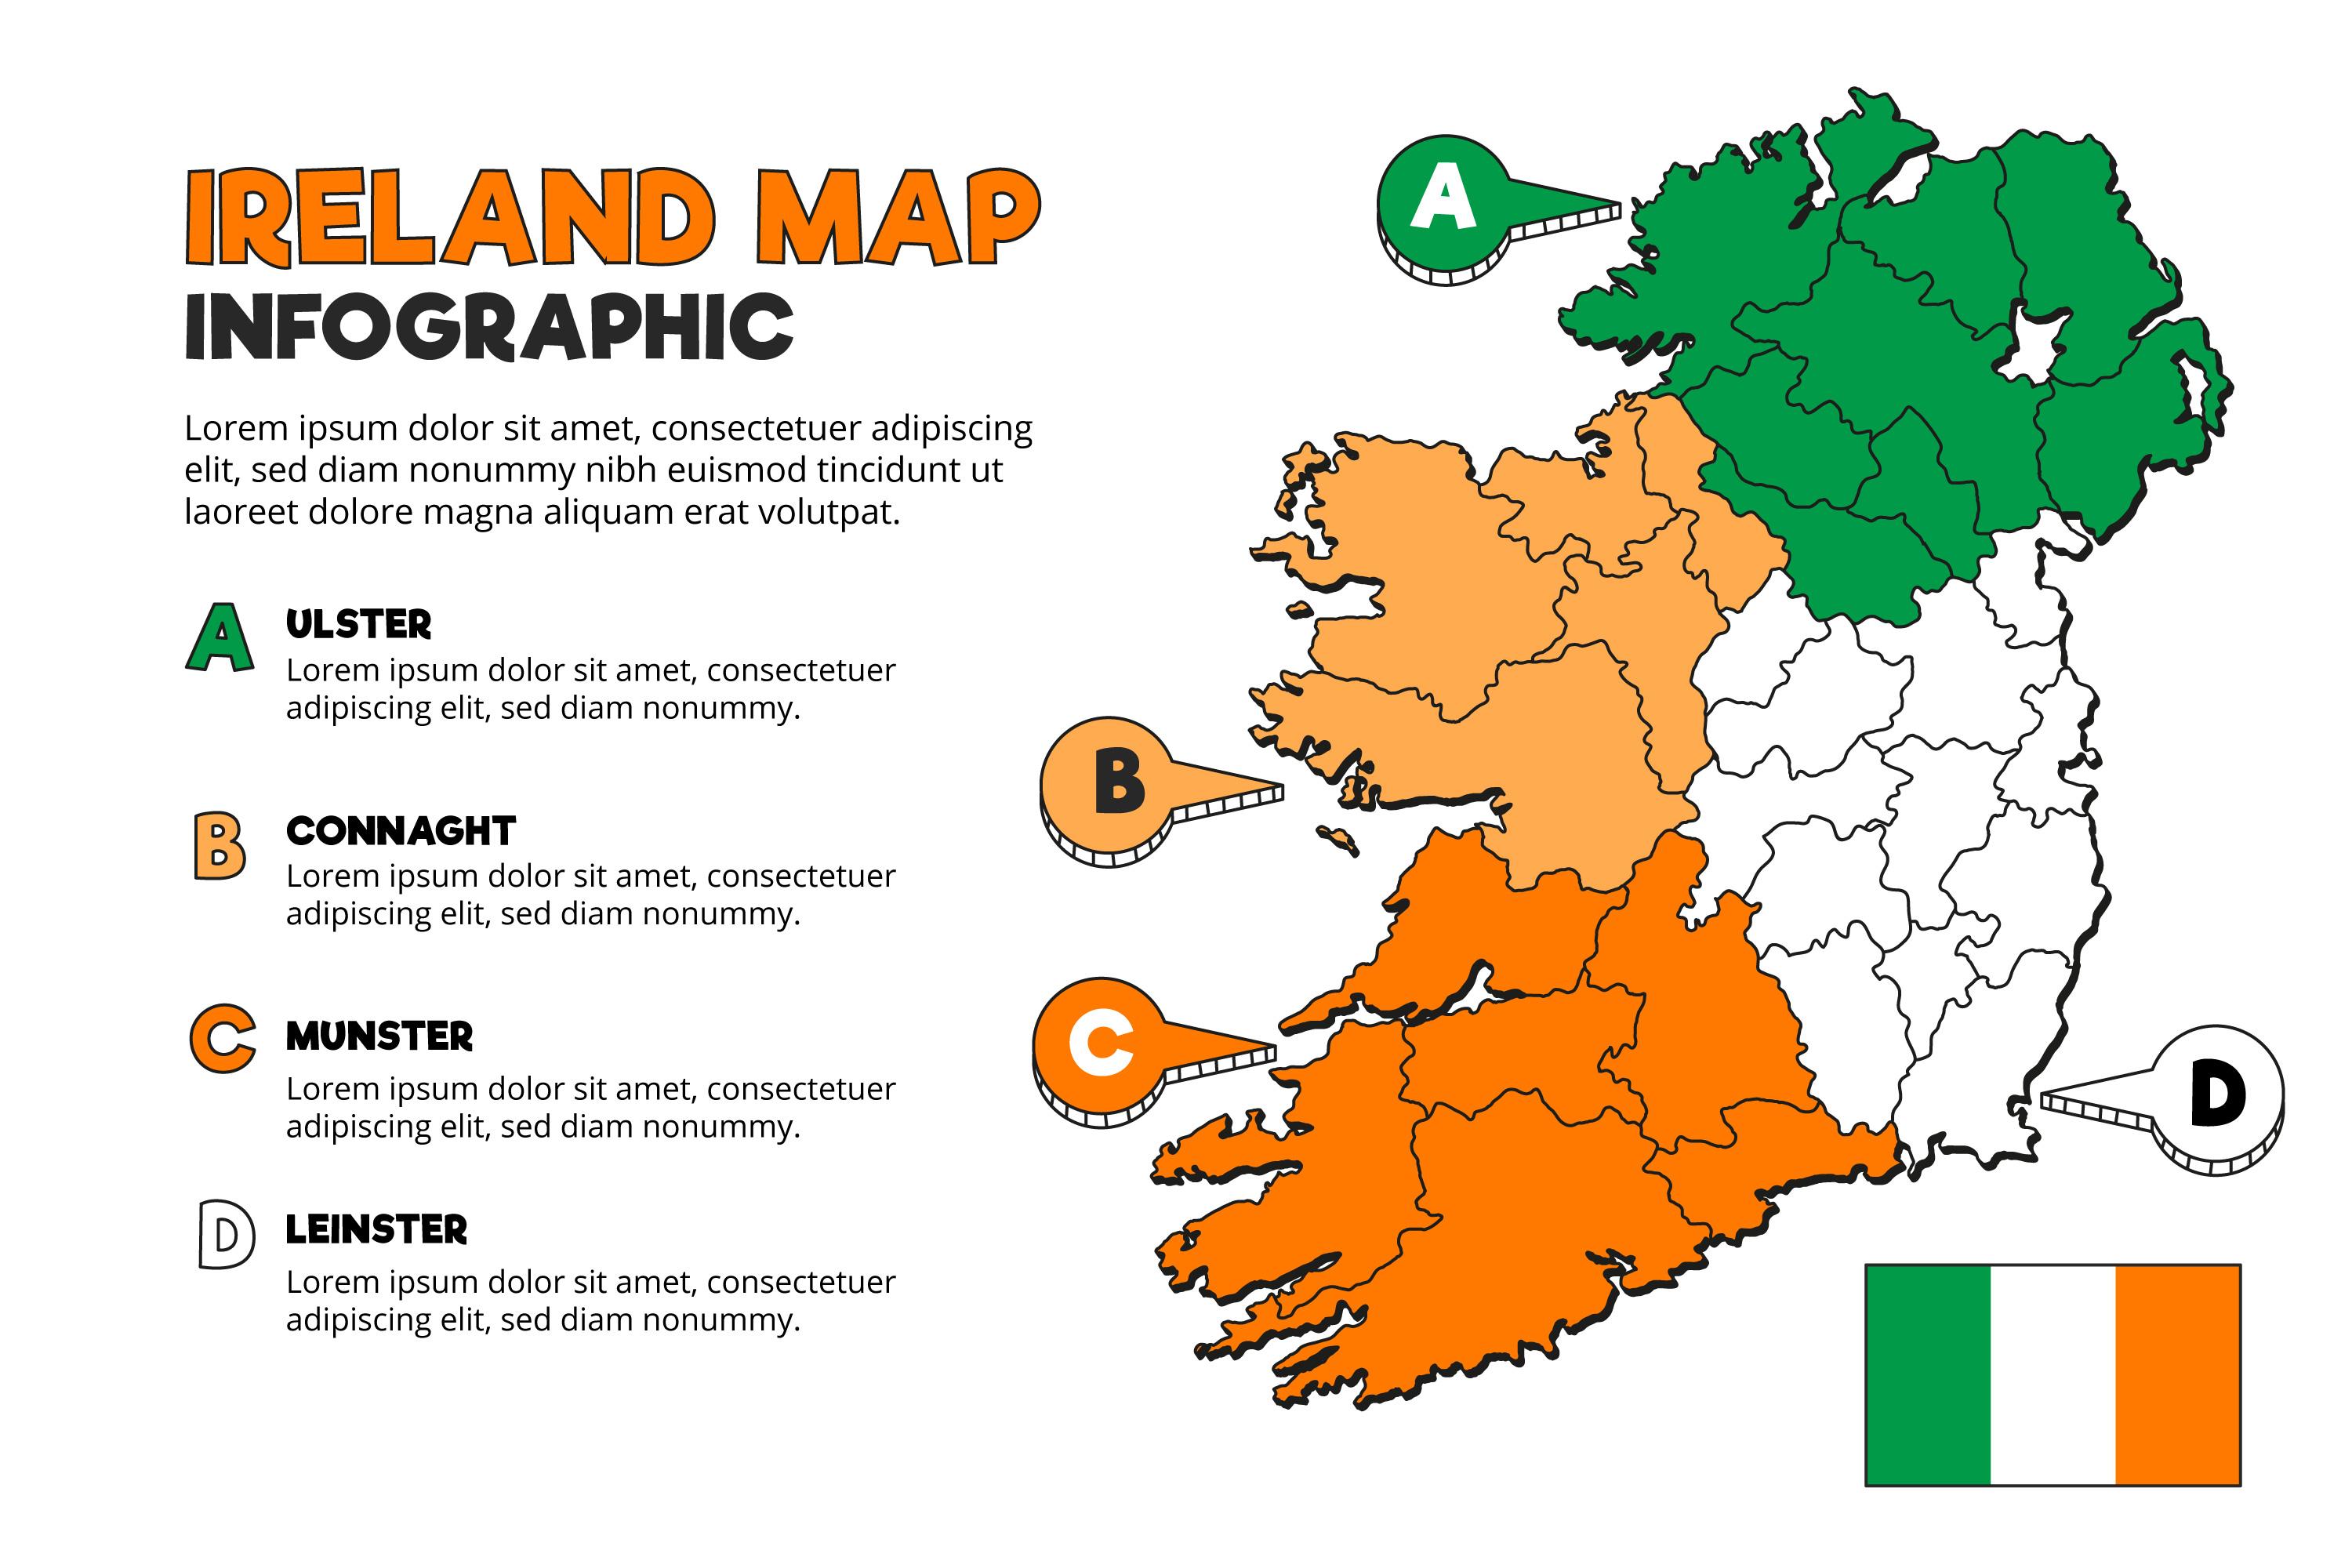 IRELAND MAP
INFOGRAPHIC
Lorem ipsum dolor sit amet, consectetuer adipiscing
elit, sed diam nonummy nibh euismod tincidunt ut
laoreet dolore magna aliquam erat volutpat.
A ULSTER
Lorem ipsum dolor sit amet, consectetuer
adipiscing elit, sed diam nonummy.
B CONNAGHT
Lorem ipsum dolor sit amet, consectetuer
adipiscing elit, sed diam nonummy.
C MUNSTER
Lorem ipsum dolor sit amet, consectetuer
adipiscing elit, sed diam nonummy.
D LEINSTER
Lorem ipsum dolor sit amet, consectetuer
adipiscing elit, sed diam nonummy.
A
B
C
D